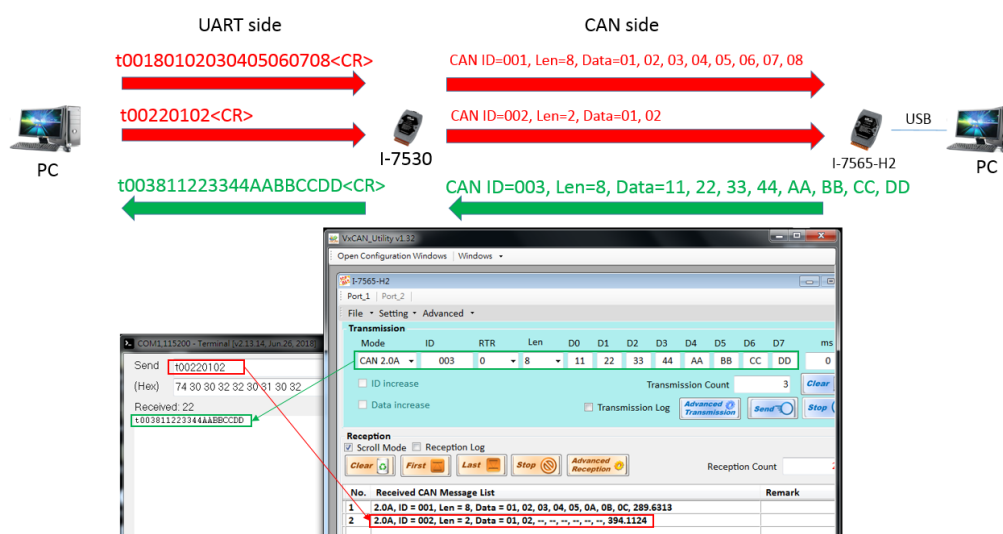 UART side
CAN side
t00180102030405060708<CR>
CAN ID=001, Len=8, Data=01, 02, 03, 04, 05, 06, 07, 08
t00220102<CR>
CAN ID=002, Len=2, Data=01, 02
USB
PC
I-7530
I-7565-H2
PC
t003811223344AABBCCDD<CR>
CAN ID=003, Len=8, Data=11, 22, 33, 44, AA, BB, CC, DD
VxCAN_Utility v1.32
Open Configuration Windows Windows
I-7565-H2
Port_1 Port_2
File Setting Advanced
Transmission
Mode ID RTR Len D0 D1 D2 D3 D4 D5 D6 D7 ms
CAN 2.0A 003 0 8 11 22 33 44 AA BB CC DD 0
ID increase
Transmission Count 3 Clear
Data increase
Transmission Log Advanced Transmission Send Stop
Reception
Scroll Mode Reception Log
Clear First Last Stop Advanced Reception Reception Count 2
No. Received CAN Message List Remark
1 2.0A, ID = 001, Len = 8, Data = 01, 02, 03, 04, 05, 0A, 0B, 0C, 289.6313
2 2.0A, ID = 002, Len = 2, Data = 01, 02, --, --, --, --, --, --, 394.1124
COM1,115200 - Terminal [v2.13.14, Jun.26, 2018]
Send t00220102
(Hex) 74 30 30 32 32 30 31 30 32
Received: 22
t003811223344AABBCCDD